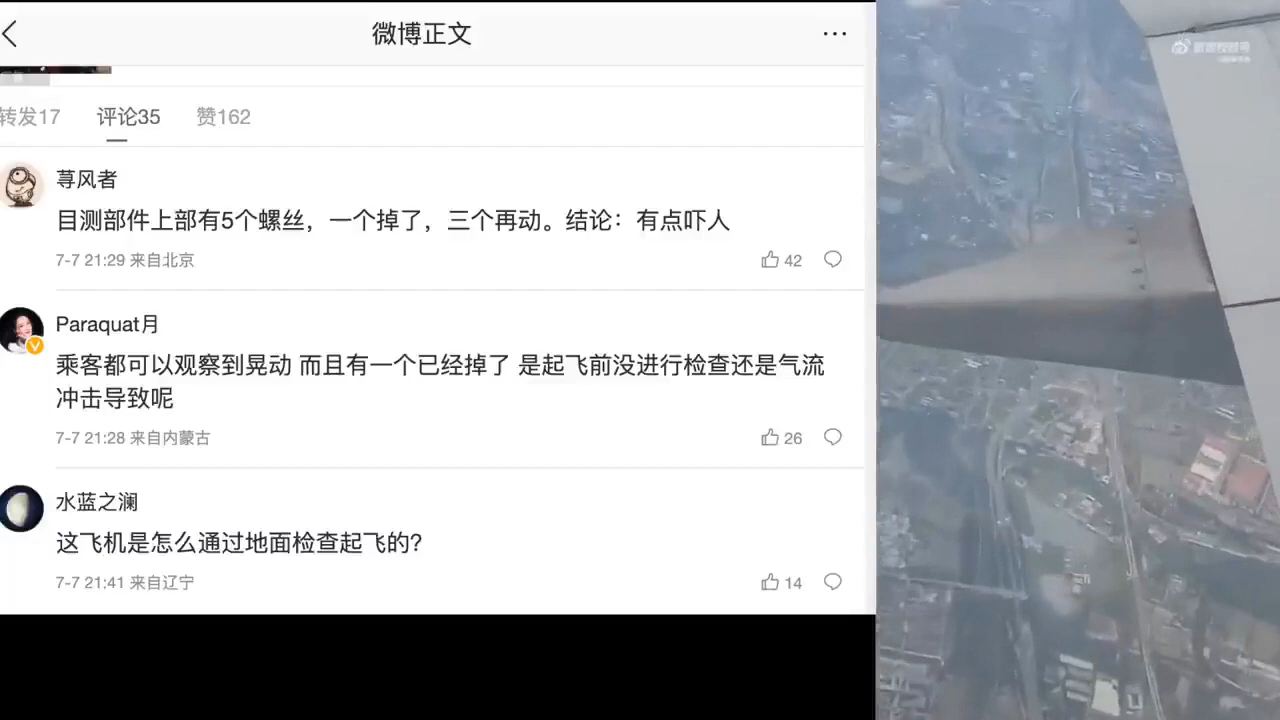 微博正文
转发17 评论35 赞162
荨风者
目测部件上部有5个螺丝，一个掉了，三个再动。结论：有点吓人
7-7 21:29 来自北京 42
Paraquat月
乘客都可以观察到晃动 而且有一个已经掉了 是起飞前没进行检查还是气流
冲击导致呢
7-7 21:28 来自内蒙古 26
水蓝之澜
这飞机是怎么通过地面检查起飞的？
7-7 21:41 来自辽宁 14